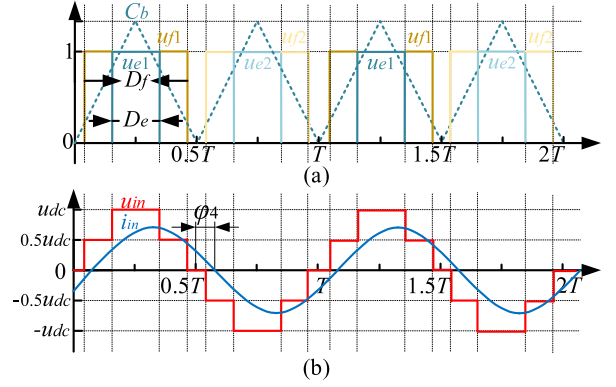 Cb uf1 uf2 uf1 uf2
1
ue1 ue2 ue1 ue2
Df
De
0 0.5T T 1.5T 2T
(a)
udc uin φ4
iin
0.5udc
0 0.5T T 1.5T 2T
-0.5udc
-udc
(b)